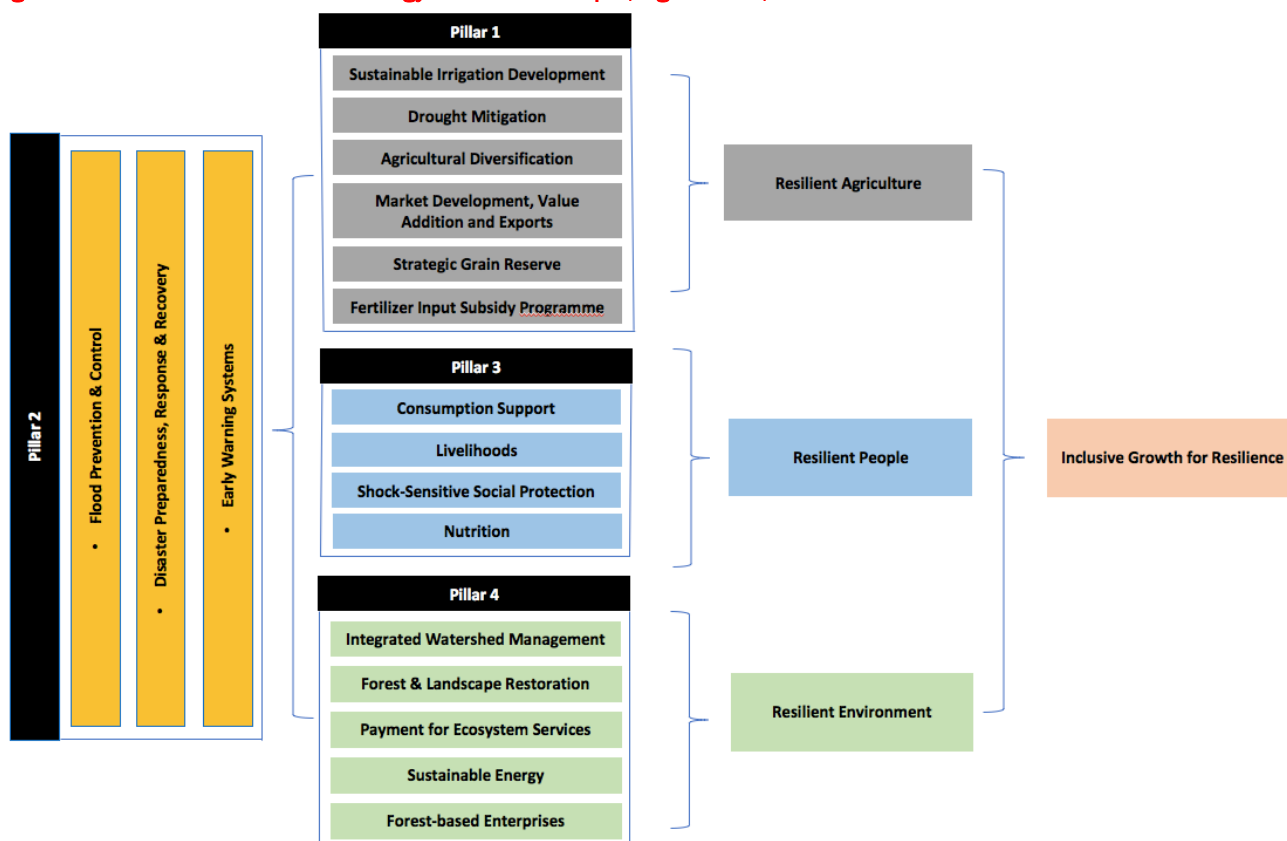 Pillar 1
Sustainable Irrigation Development
Drought Mitigation
Agricultural Diversification
Market Development, Value
Addition and Exports
Strategic Grain Reserve
Fertilizer Input Subsidy Programme
Resilient Agriculture
Pillar 2
• Flood Prevention & Control
• Disaster Preparedness, Response & Recovery
• Early Warning Systems
Pillar 3
Consumption Support
Livelihoods
Shock-Sensitive Social Protection
Nutrition
Resilient People
Inclusive Growth for Resilience
Pillar 4
Integrated Watershed Management
Forest & Landscape Restoration
Payment for Ecosystem Services
Sustainable Energy
Forest-based Enterprises
Resilient Environment